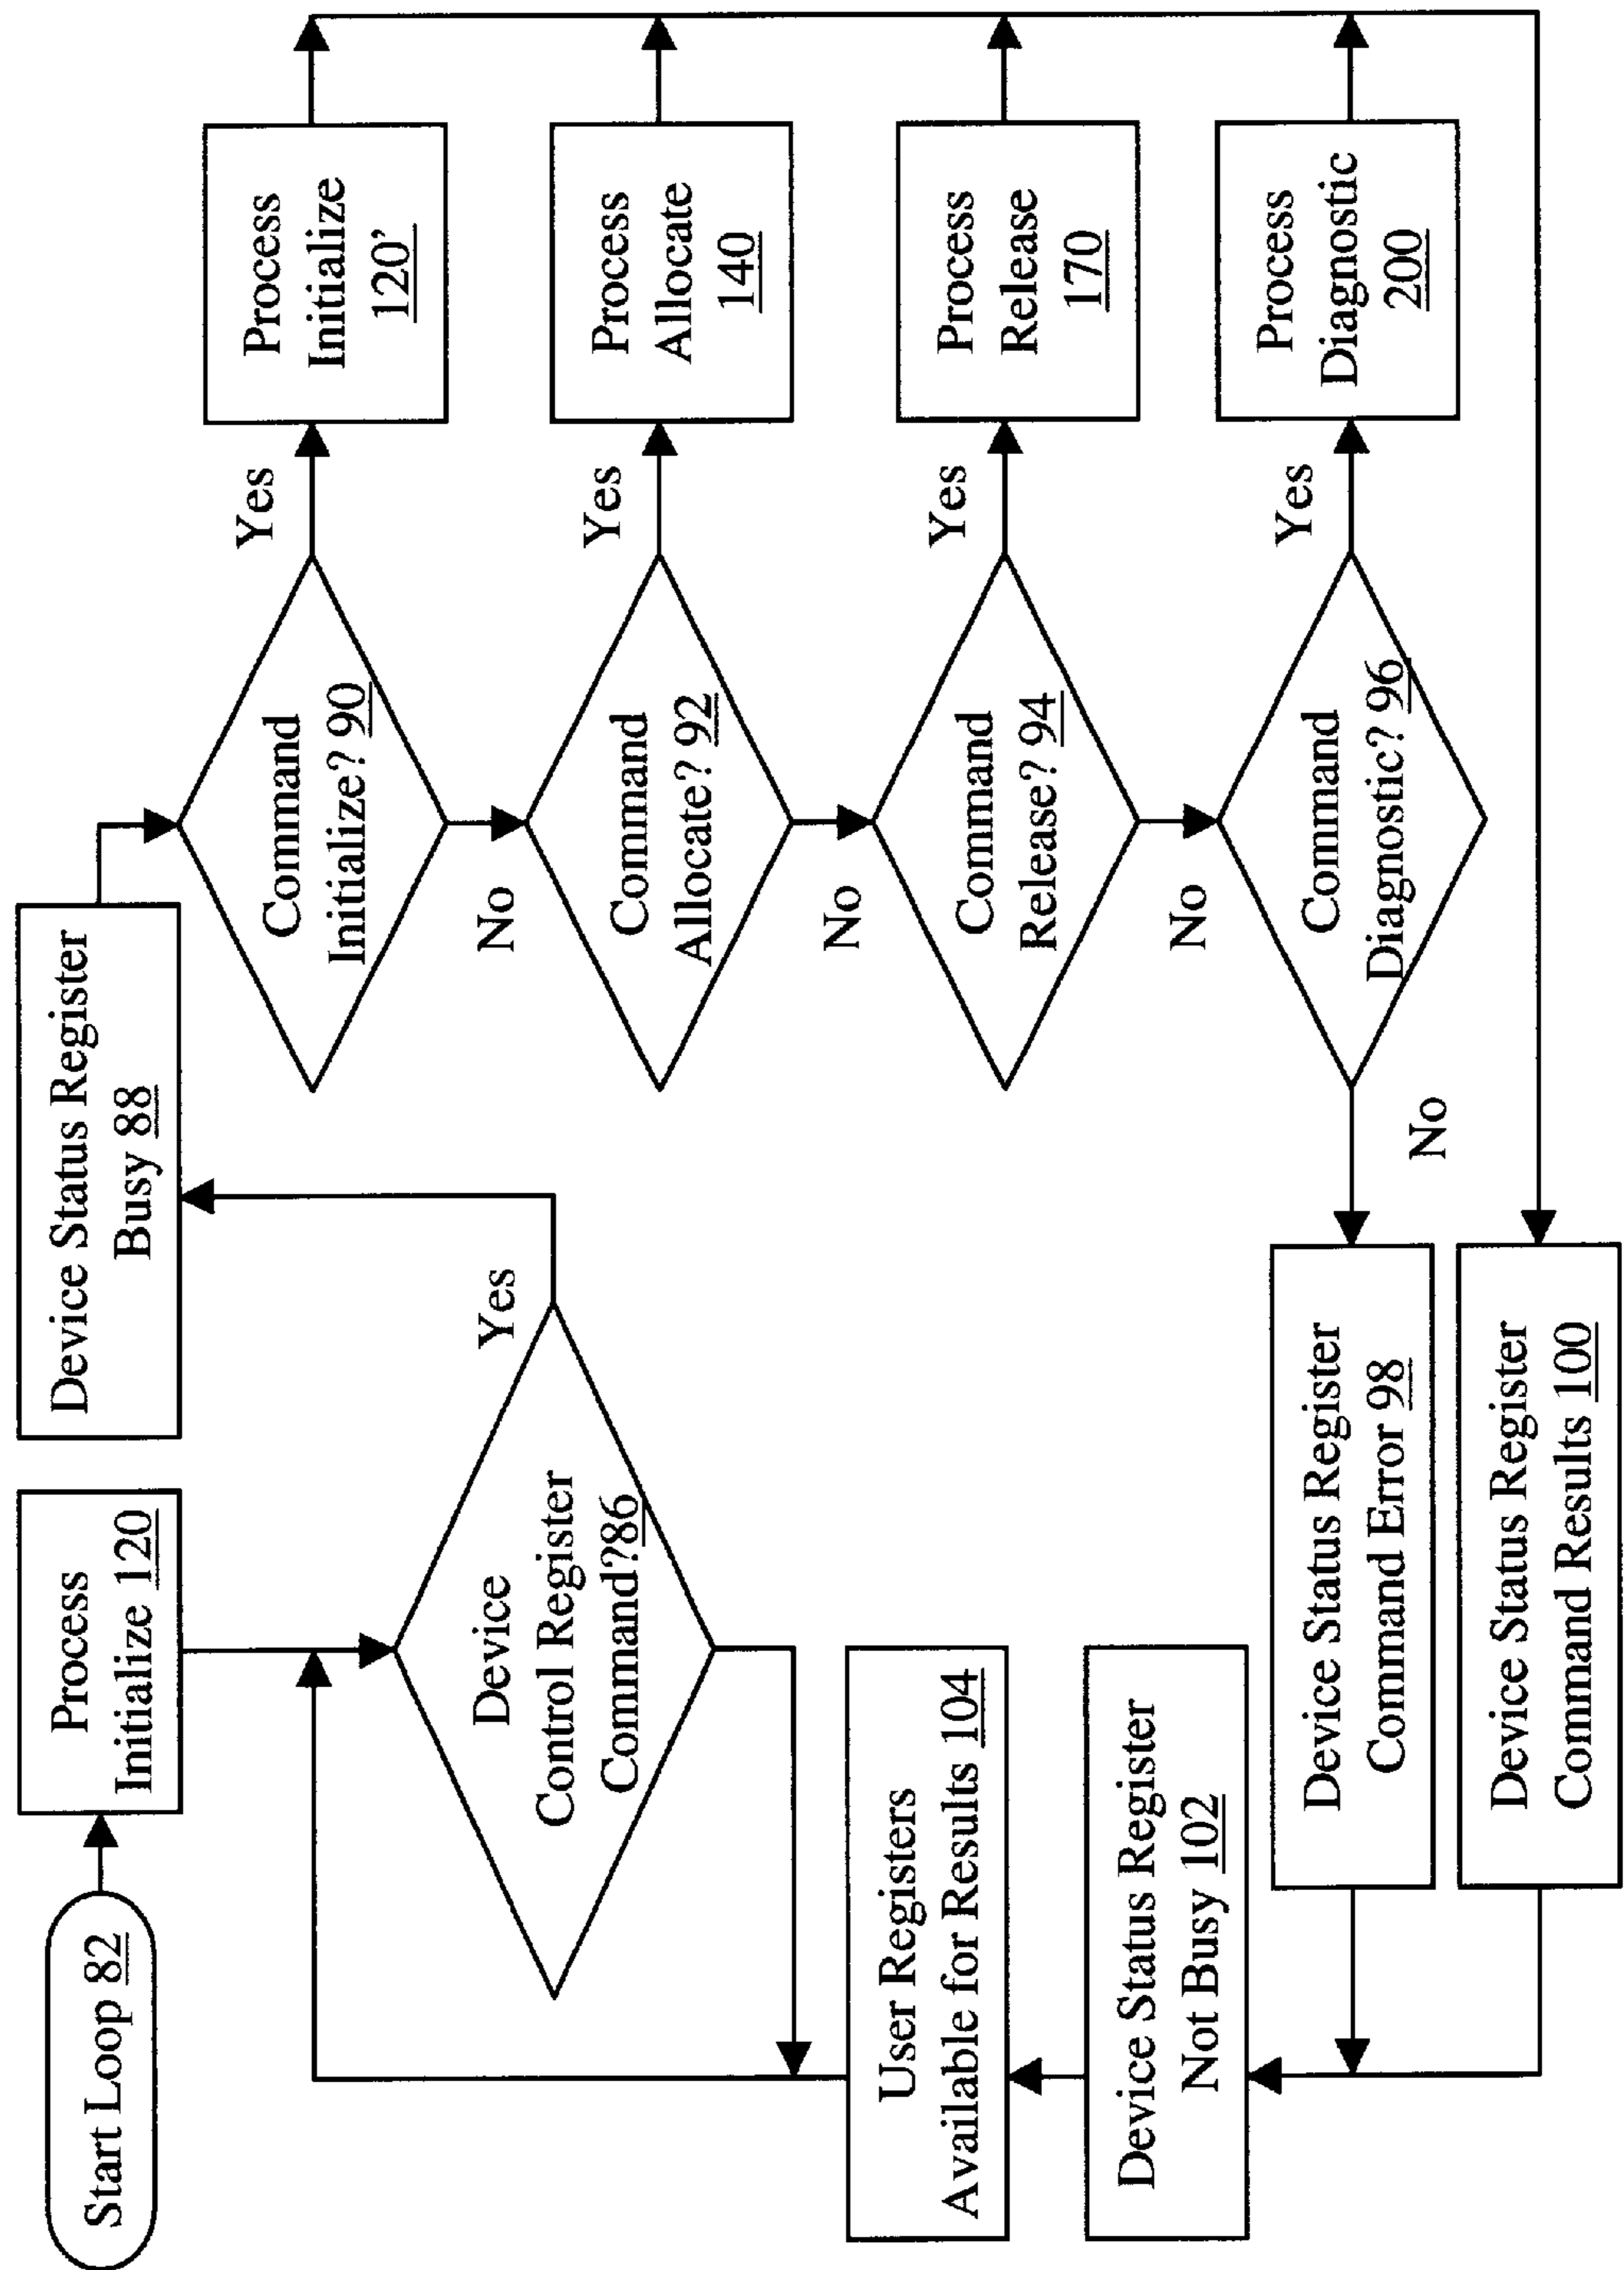 Start Loop 82
Process
Initialize 120
Device Status Register
Busy 88
Device
Control Register
Command?86
Yes
Command
Initialize? 90
Yes
Process
Initialize
120’
No
Command
Allocate? 92
Yes
Process
Allocate
140
No
Command
Release? 94
Yes
Process
Release
170
No
Command
Diagnostic? 96
Yes
Process
Diagnostic
200
No
Device Status Register
Command Error 98
Device Status Register
Command Results 100
Device Status Register
Not Busy 102
User Registers
Available for Results 104